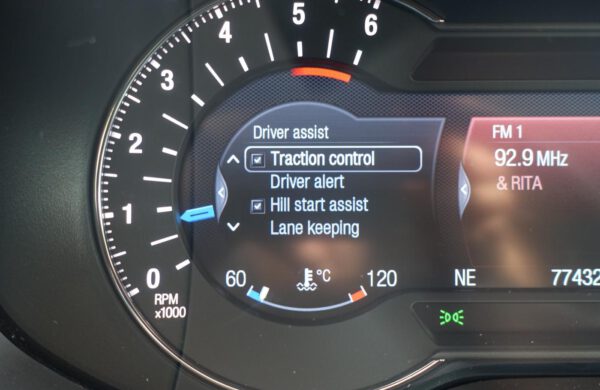 6
5
4
3
2
1
0
RPM
x1000
Driver assist
Traction control
Driver alert
Hill start assist
Lane keeping
60 °C 120
FM 1
92.9 MHz
& RITA
NE 77432